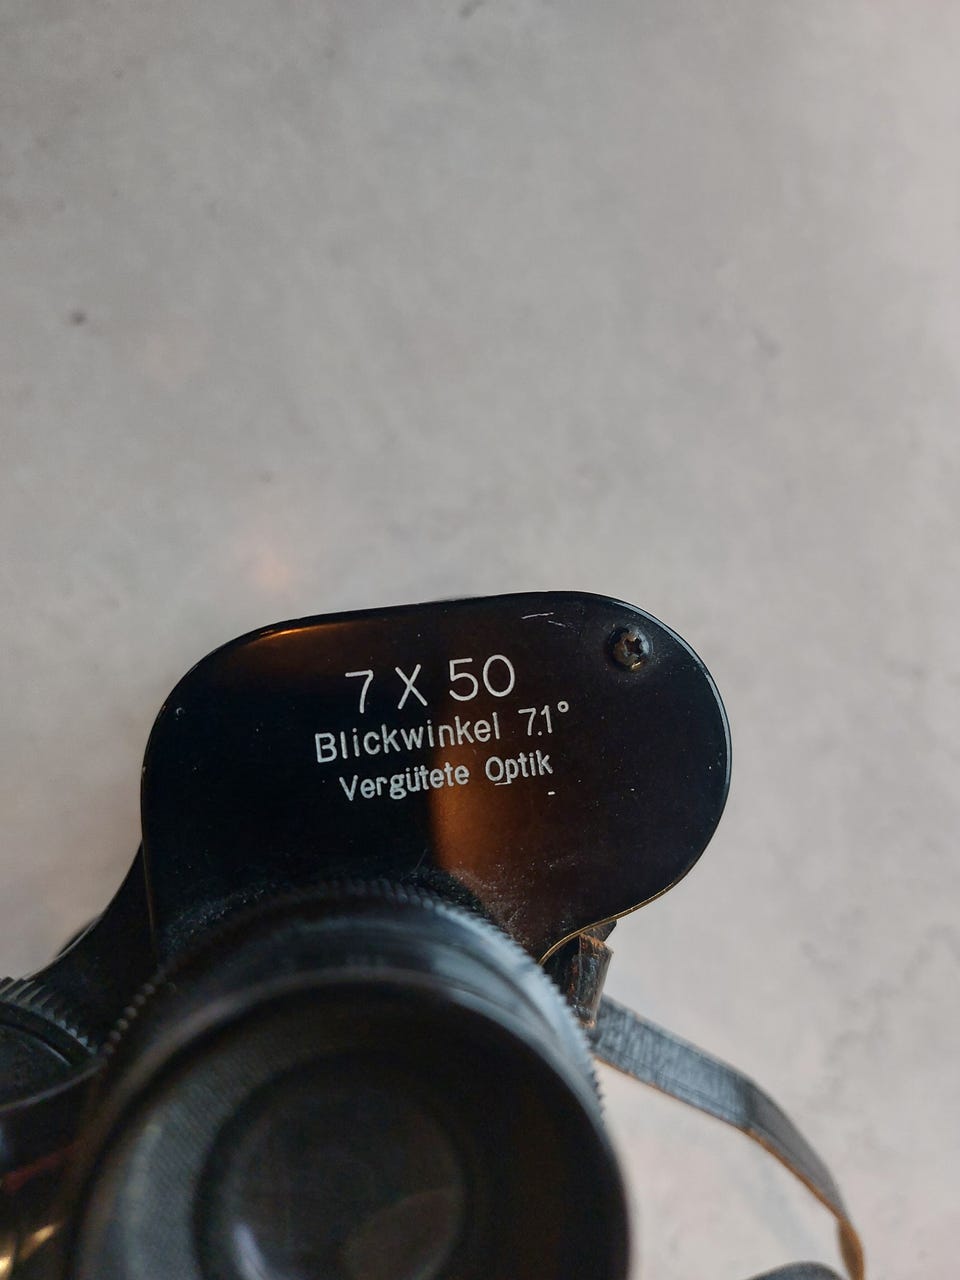 7 X 50
Blickwinkel 7.1°
Vergütete Optik